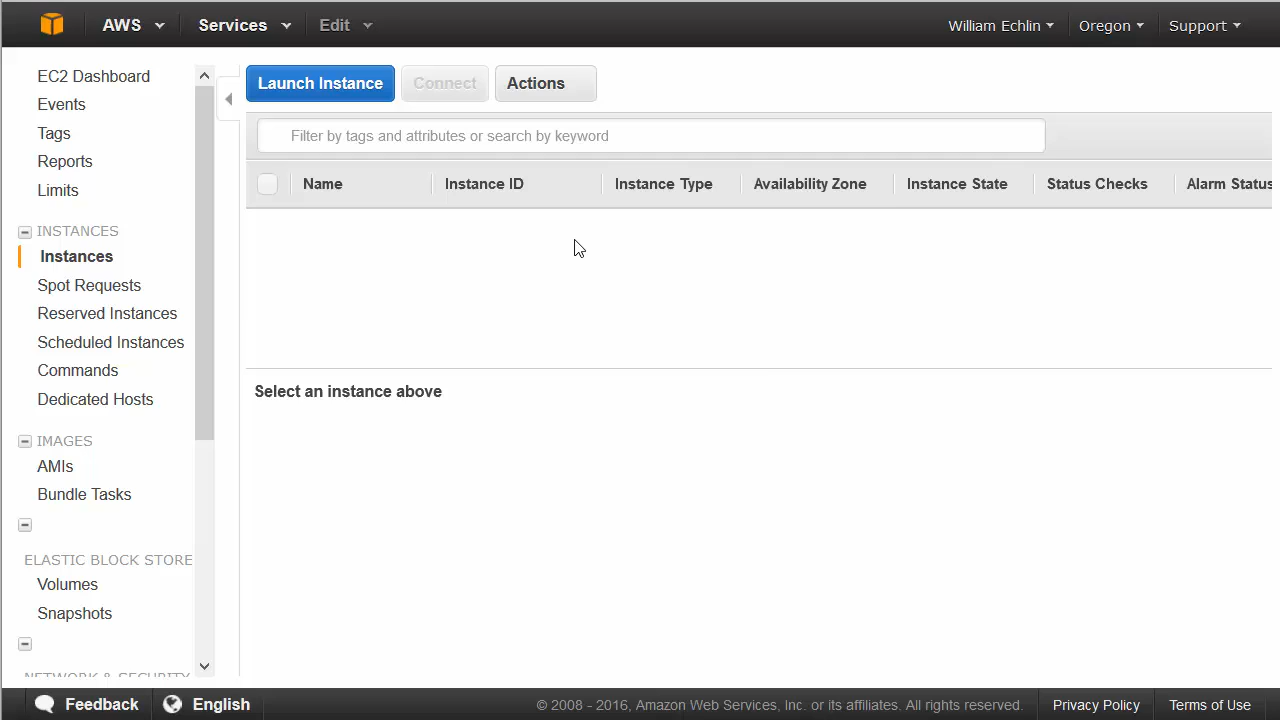 AWS Services Edit William Echlin Oregon Support
EC2 Dashboard
Events
Tags
Reports
Limits
INSTANCES
Instances
Spot Requests
Reserved Instances
Scheduled Instances
Commands
Dedicated Hosts
IMAGES
AMIs
Bundle Tasks
ELASTIC BLOCK STORE
Volumes
Snapshots
NETWORK & SECURITY
Launch Instance Connect Actions
Filter by tags and attributes or search by keyword
Name Instance ID Instance Type Availability Zone Instance State Status Checks Alarm Status
Select an instance above
Feedback English © 2008 - 2016, Amazon Web Services, Inc. or its affiliates. All rights reserved. Privacy Policy Terms of Use